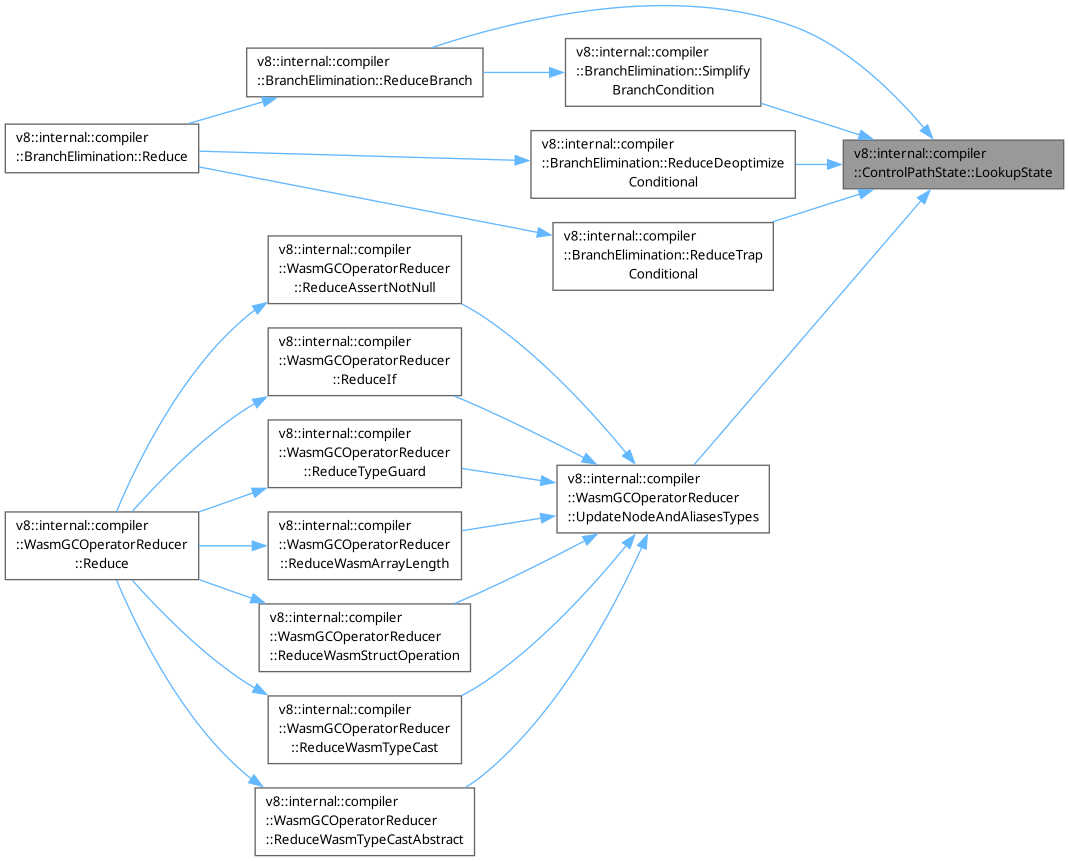 v8::internal::compiler
::BranchElimination::ReduceBranch
v8::internal::compiler
::BranchElimination::Simplify
BranchCondition
v8::internal::compiler
::BranchElimination::Reduce
v8::internal::compiler
::BranchElimination::ReduceDeoptimize
Conditional
v8::internal::compiler
::ControlPathState::LookupState
v8::internal::compiler
::BranchElimination::ReduceTrap
Conditional
v8::internal::compiler
::WasmGCOperatorReducer
::ReduceAssertNotNull
v8::internal::compiler
::WasmGCOperatorReducer
::ReduceIf
v8::internal::compiler
::WasmGCOperatorReducer
::ReduceTypeGuard
v8::internal::compiler
::WasmGCOperatorReducer
::UpdateNodeAndAliasesTypes
v8::internal::compiler
::WasmGCOperatorReducer
::Reduce
v8::internal::compiler
::WasmGCOperatorReducer
::ReduceWasmArrayLength
v8::internal::compiler
::WasmGCOperatorReducer
::ReduceWasmStructOperation
v8::internal::compiler
::WasmGCOperatorReducer
::ReduceWasmTypeCast
v8::internal::compiler
::WasmGCOperatorReducer
::ReduceWasmTypeCastAbstract